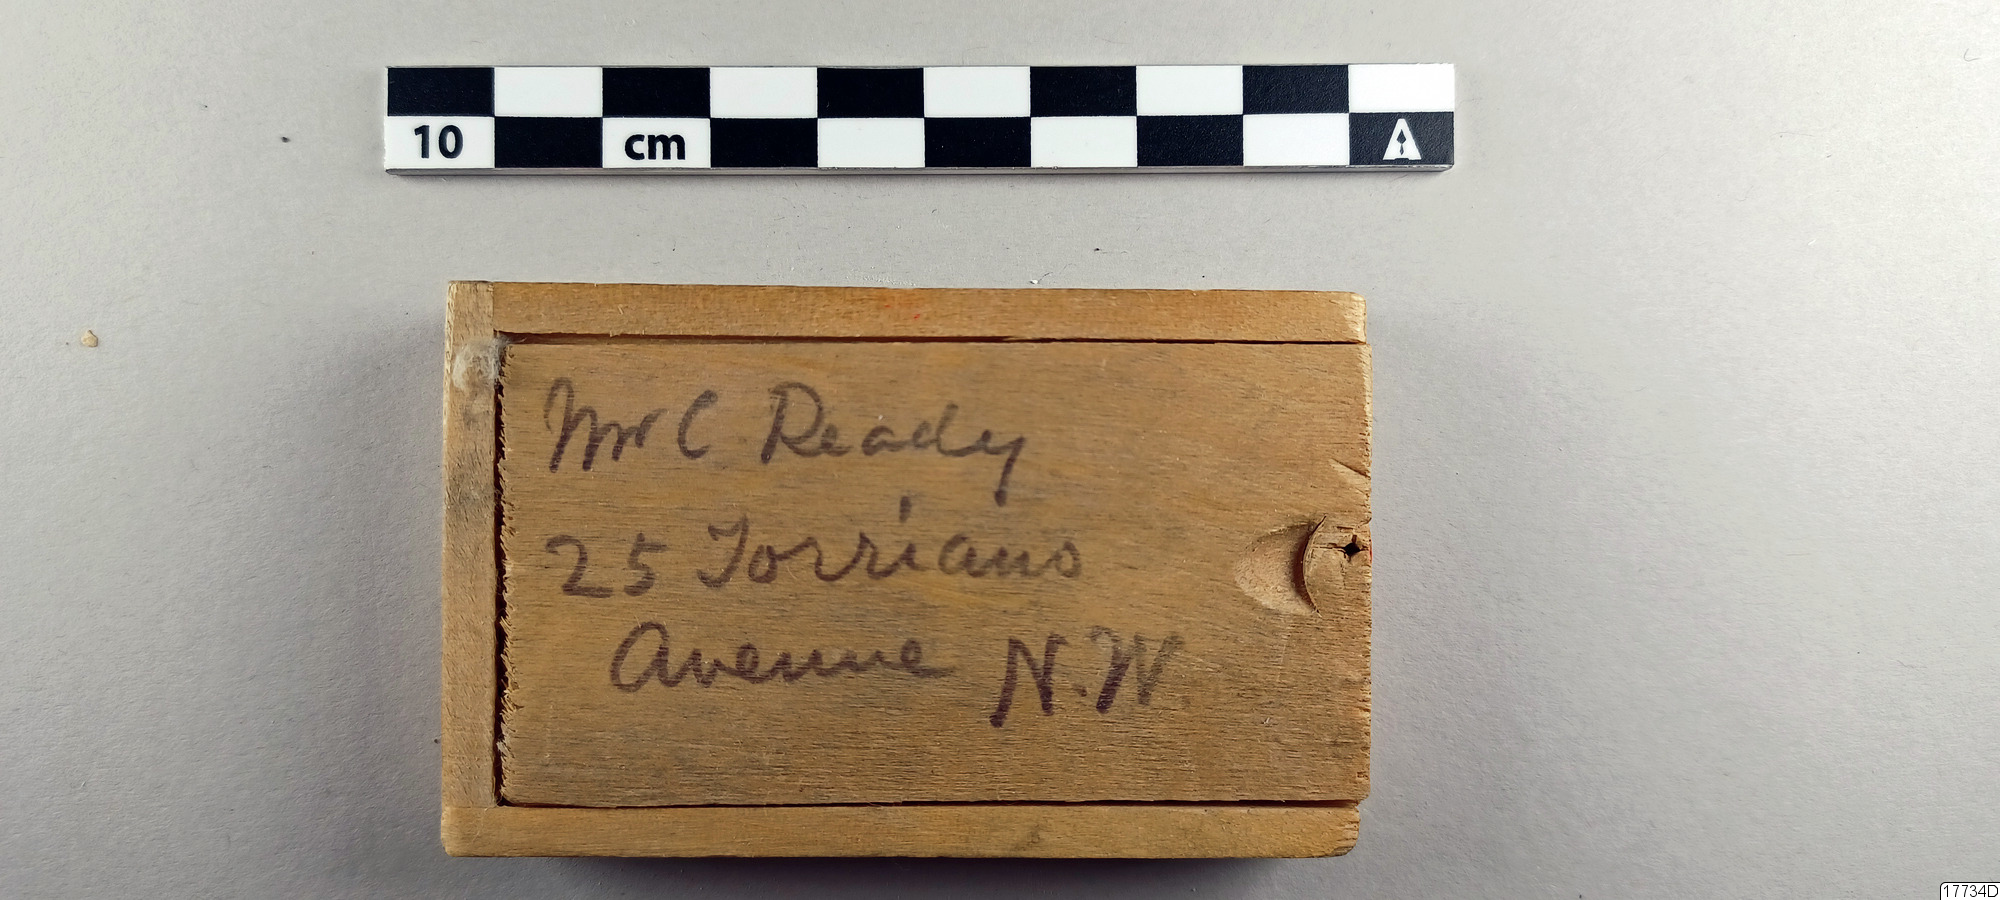 10 cm
Mr C. Ready
25 Torriano
Avenue N.W.
17734D